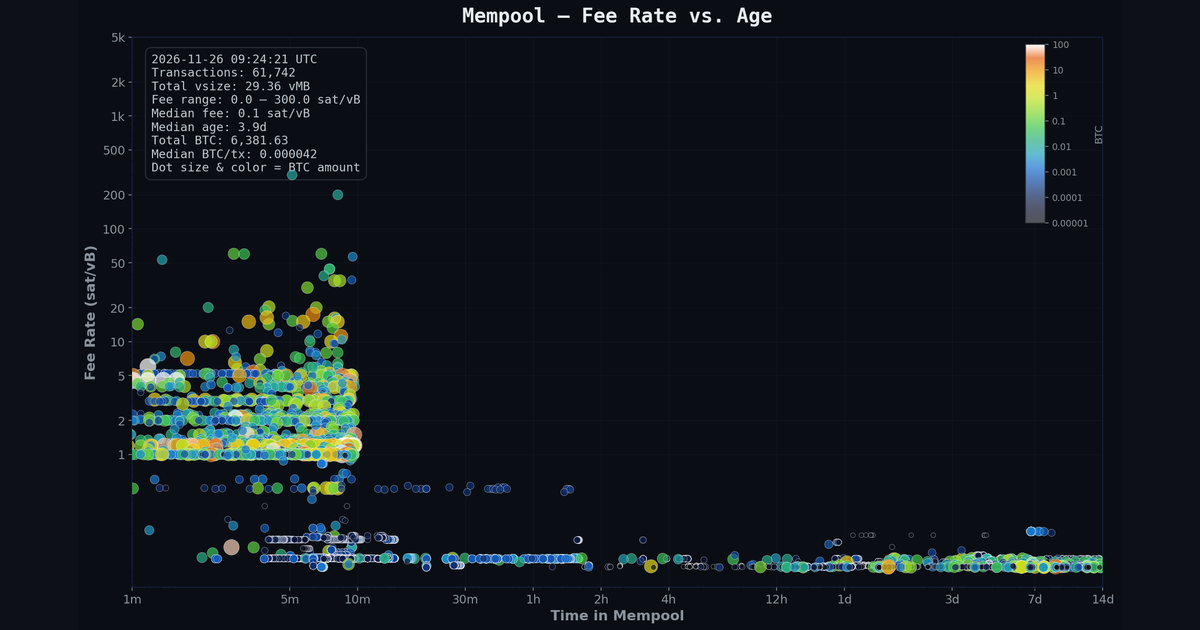 Mempool — Fee Rate vs. Age
2026-11-26 09:24:21 UTC
Transactions: 61,742
Total vsize: 29.36 vMB
Fee range: 0.0 — 300.0 sat/vB
Median fee: 0.1 sat/vB
Median age: 3.9d
Total BTC: 6,381.63
Median BTC/tx: 0.000042
Dot size & color = BTC amount
Fee Rate (sat/vB)
5k
2k
1k
500
200
100
50
20
10
5
2
1
100
10
1
0.1
0.01
0.001
0.0001
0.00001
BTC
1m
5m
10m
30m
1h
2h
4h
12h
1d
3d
7d
14d
Time in Mempool